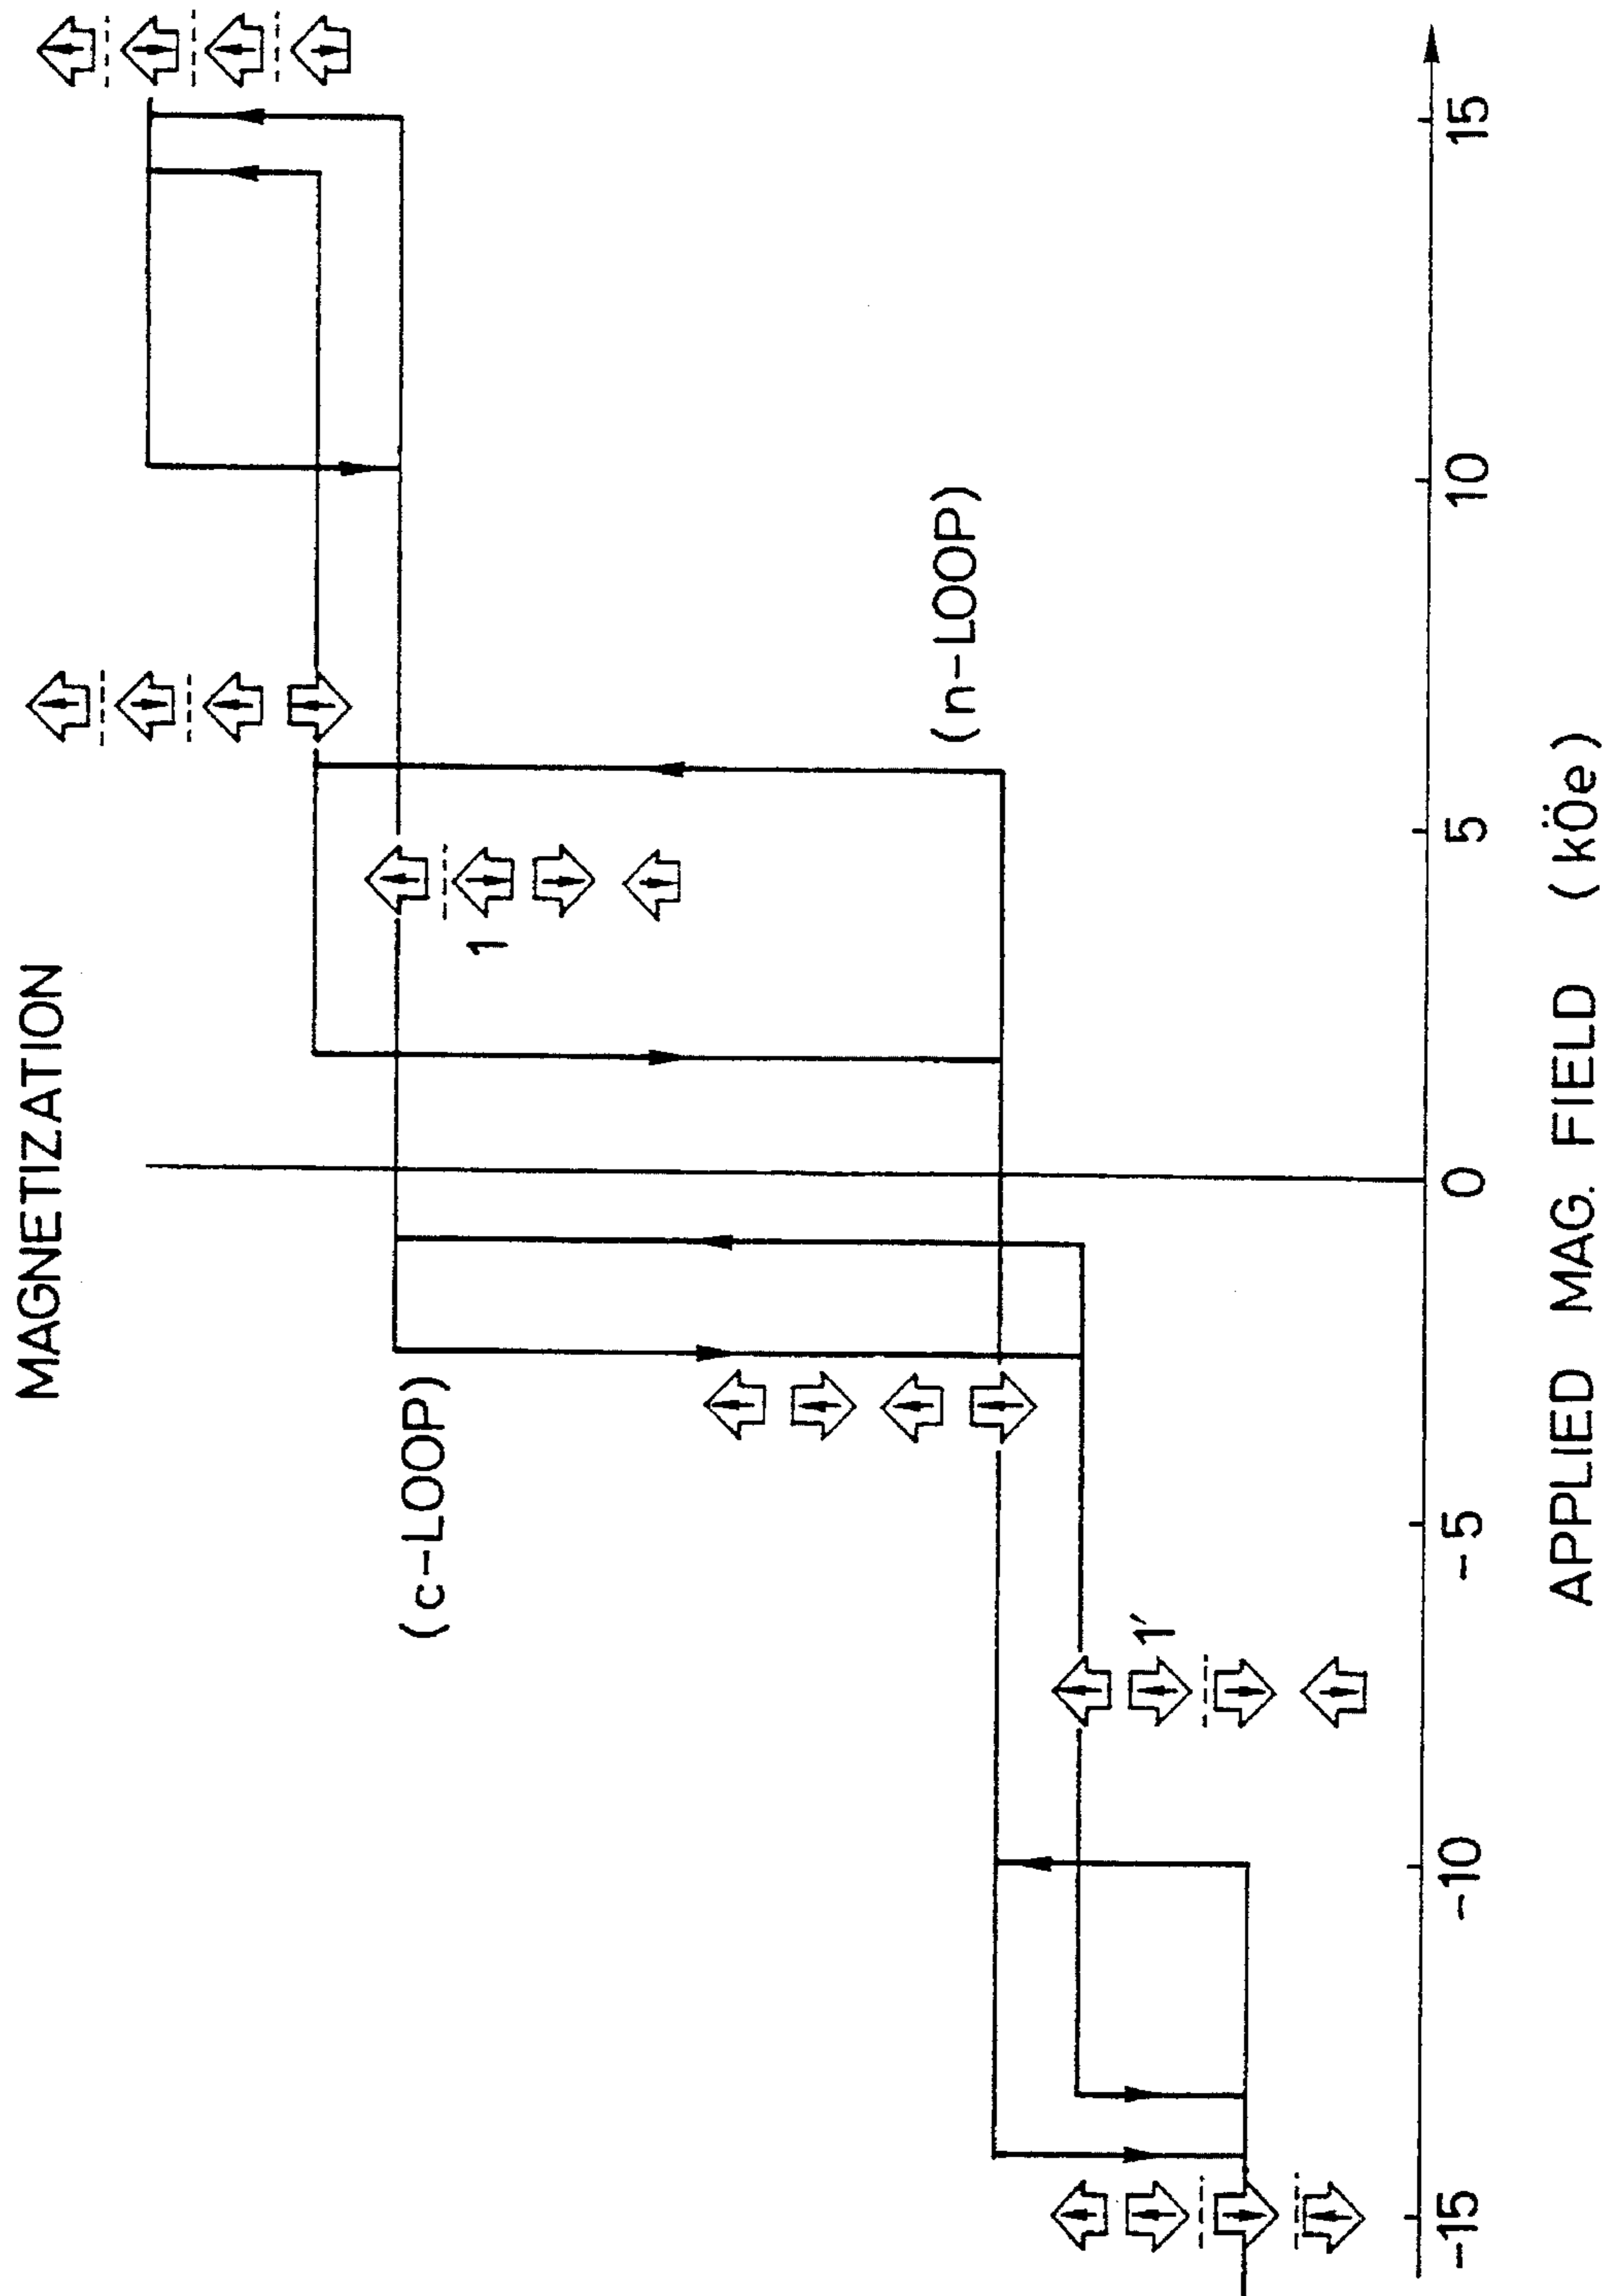 MAGNETIZATION
(c-LOOP)
1
(n-LOOP)
1′
-15
-10
-5
0
5
10
15
APPLIED MAG. FIELD (kÖe)